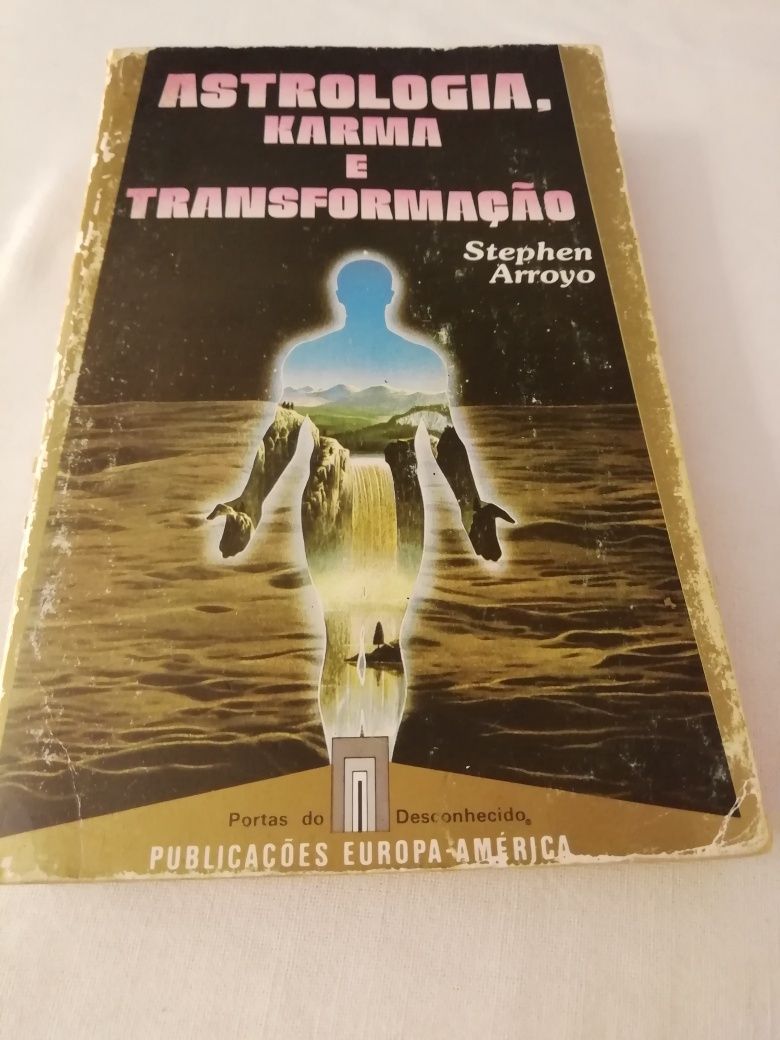 ASTROLOGIA,
KARMA
E
TRANSFORMAÇÃO
Stephen
Arroyo
Portas do Desconhecido®
PUBLICAÇÕES EUROPA-AMÉRICA